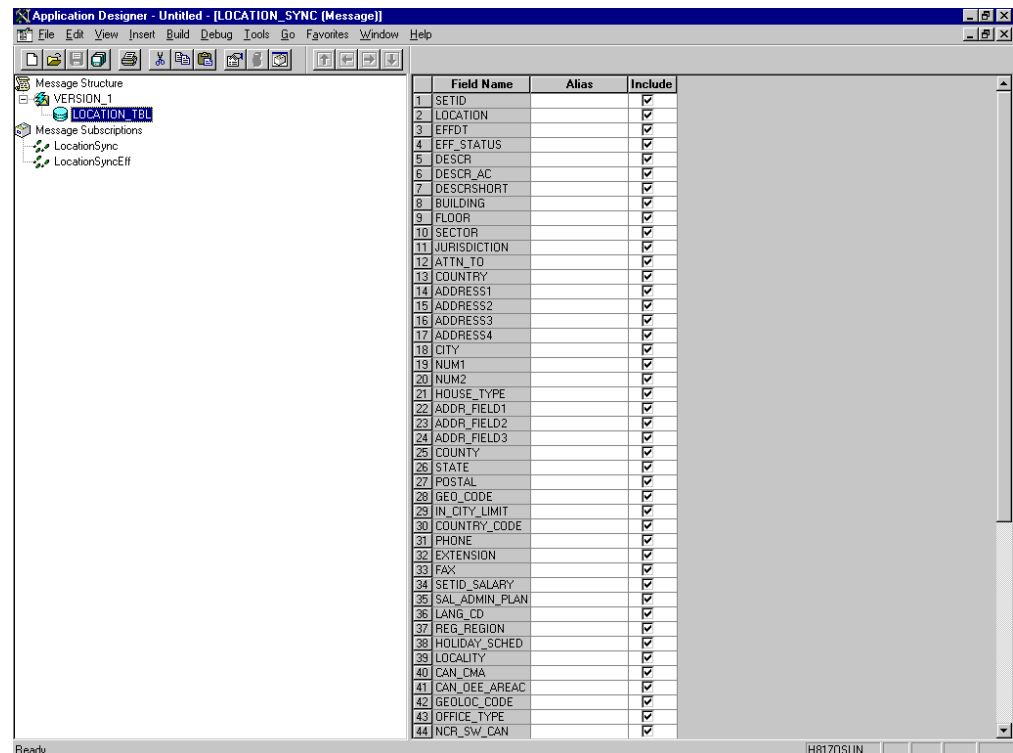 Application Designer - Untitled - [LOCATION_SYNC (Message)]
File Edit View Insert Build Debug Tools Go Favorites Window Help
Message Structure
VERSION_1
LOCATION_TBL
Message Subscriptions
LocationSync
LocationSyncEff
Field Name Alias Include
1 SETID
2 LOCATION
3 EFFDT
4 EFF_STATUS
5 DESCR
6 DESCR_AC
7 DESCRSHORT
8 BUILDING
9 FLOOR
10 SECTOR
11 JURISDICTION
12 ATTN_TO
13 COUNTRY
14 ADDRESS1
15 ADDRESS2
16 ADDRESS3
17 ADDRESS4
18 CITY
19 NUM1
20 NUM2
21 HOUSE_TYPE
22 ADDR_FIELD1
23 ADDR_FIELD2
24 ADDR_FIELD3
25 COUNTY
26 STATE
27 POSTAL
28 GEO_CODE
29 IN_CITY_LIMIT
30 COUNTRY_CODE
31 PHONE
32 EXTENSION
33 FAX
34 SETID_SALARY
35 SAL_ADMIN_PLAN
36 LANG_CD
37 REG_REGION
38 HOLIDAY_SCHED
39 LOCALITY
40 CAN_CMA
41 CAN_OEE_AREAC
42 GEOLOC_CODE
43 OFFICE_TYPE
44 NCR_SW_CAN
Ready H817OSUN